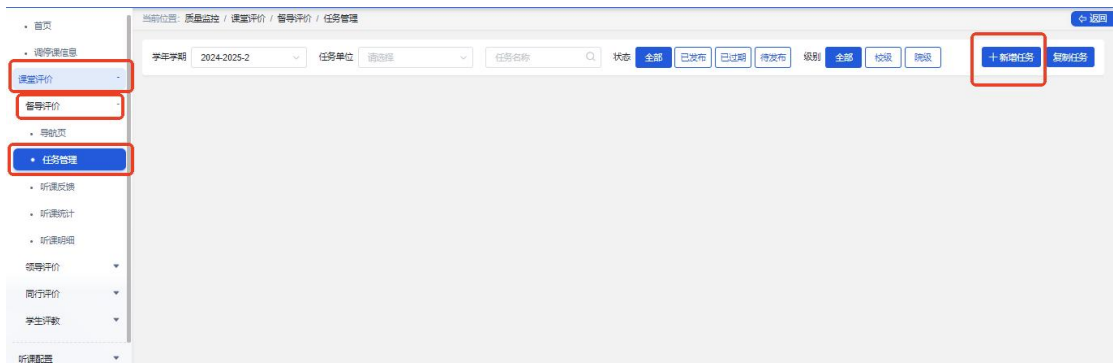 首页
当前位置：质量监控 / 课堂评价 / 督导评价 / 任务管理
返回
调停课信息
学年学期 2024-2025-2 任务单位 请选择 任务名称 状态 全部 已发布 已过期 待发布 级别 全部 校级 院级 +新增任务 复制任务
课堂评价
督导评价
导航页
任务管理
听课反馈
听课统计
听课明细
领导评价
同行评价
学生评教
听课配置